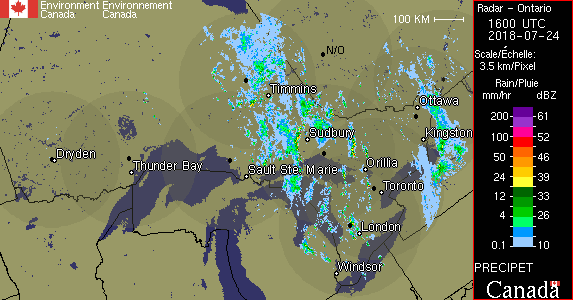 Environment Environnement
Canada Canada
100 KM
N/O
Timmins
Ottawa
Sudbury
Kingston
Dryden
Thunder Bay
Sault Ste. Marie
Orillia
Toronto
London
Windsor
Radar - Ontario
1600 UTC
2018-07-24
Scale/Échelle:
3.5 km/Pixel
Rain/Pluie
mm/hr dBZ
200 61
100 52
50 46
24 39
12 33
4 26
0.1 10
PRECIPET
Canada